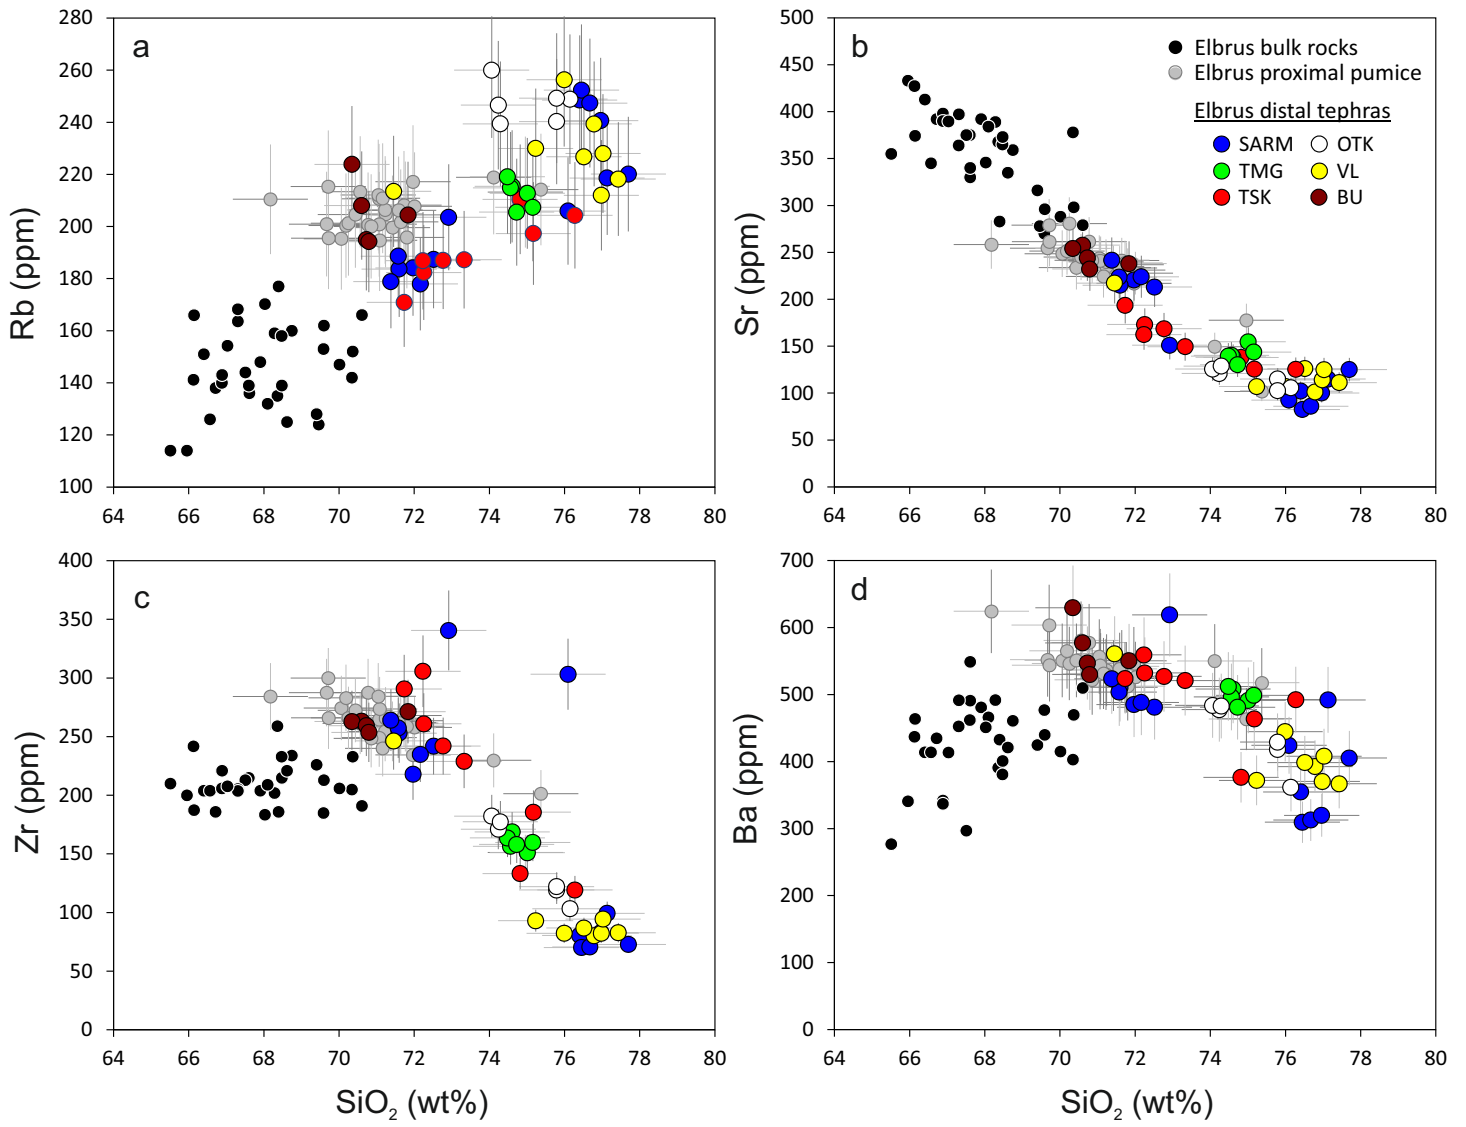 a
280
260
240
220
200
180
160
140
120
100
Rb (ppm)
64 66 68 70 72 74 76 78 80
b
500
450
400
350
300
250
200
150
100
50
0
Sr (ppm)
64 66 68 70 72 74 76 78 80
Elbrus bulk rocks
Elbrus proximal pumice
Elbrus distal tephras
SARM OTK
TMG VL
TSK BU
c
400
350
300
250
200
150
100
50
0
Zr (ppm)
64 66 68 70 72 74 76 78 80
SiO₂ (wt%)
d
700
600
500
400
300
200
100
0
Ba (ppm)
64 66 68 70 72 74 76 78 80
SiO₂ (wt%)